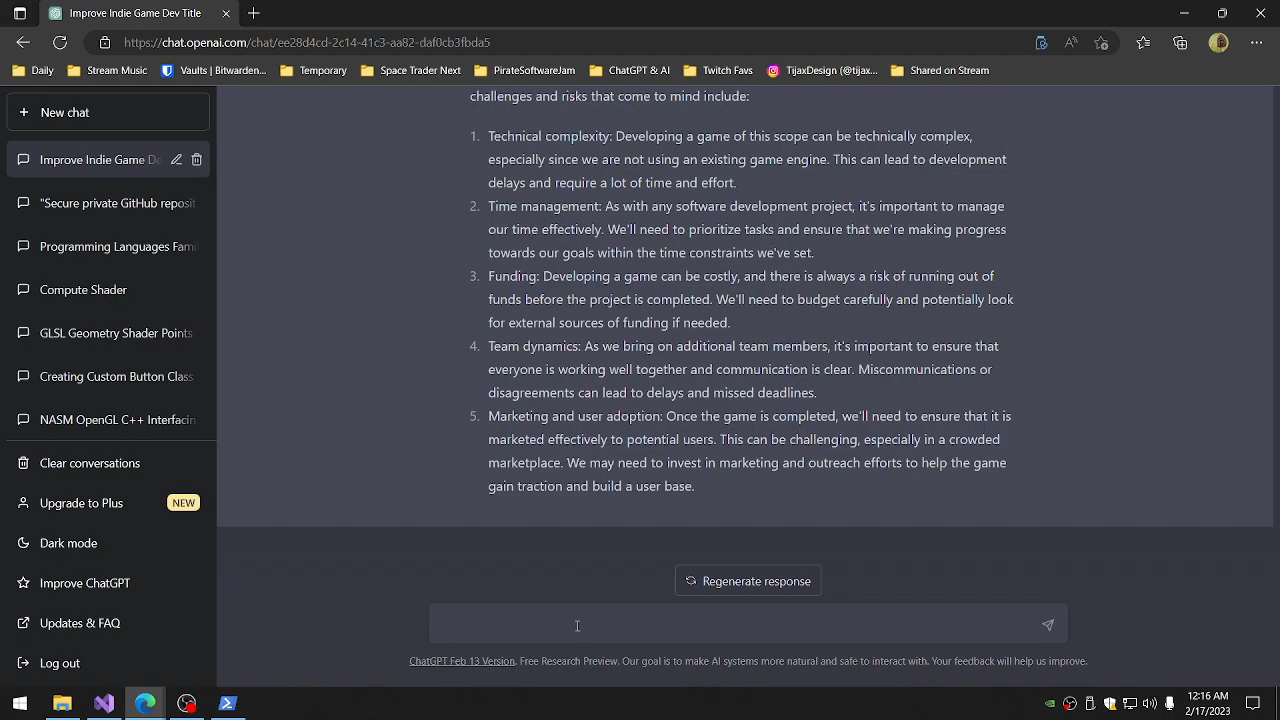 Improve Indie Game Dev Title
https://chat.openai.com/chat/ee28d4cd-2c14-41c3-aa82-daf0cb3fbda5
Daily Stream Music Vaults | Bitwarden... Temporary Space Trader Next PirateSoftwareJam ChatGPT & AI Twitch Favs TijaxDesign (@tijax... Shared on Stream
New chat
Improve Indie Game De
"Secure private GitHub reposit
Programming Languages Fami
Compute Shader
GLSL Geometry Shader Points
Creating Custom Button Class
NASM OpenGL C++ Interfacin
Clear conversations
Upgrade to Plus NEW
Dark mode
Improve ChatGPT
Updates & FAQ
Log out
challenges and risks that come to mind include:
1. Technical complexity: Developing a game of this scope can be technically complex,
especially since we are not using an existing game engine. This can lead to development
delays and require a lot of time and effort.
2. Time management: As with any software development project, it's important to manage
our time effectively. We'll need to prioritize tasks and ensure that we're making progress
towards our goals within the time constraints we've set.
3. Funding: Developing a game can be costly, and there is always a risk of running out of
funds before the project is completed. We'll need to budget carefully and potentially look
for external sources of funding if needed.
4. Team dynamics: As we bring on additional team members, it's important to ensure that
everyone is working well together and communication is clear. Miscommunications or
disagreements can lead to delays and missed deadlines.
5. Marketing and user adoption: Once the game is completed, we'll need to ensure that it is
marketed effectively to potential users. This can be challenging, especially in a crowded
marketplace. We may need to invest in marketing and outreach efforts to help the game
gain traction and build a user base.
Regenerate response
ChatGPT Feb 13 Version. Free Research Preview. Our goal is to make AI systems more natural and safe to interact with. Your feedback will help us improve.
12:16 AM
2/17/2023